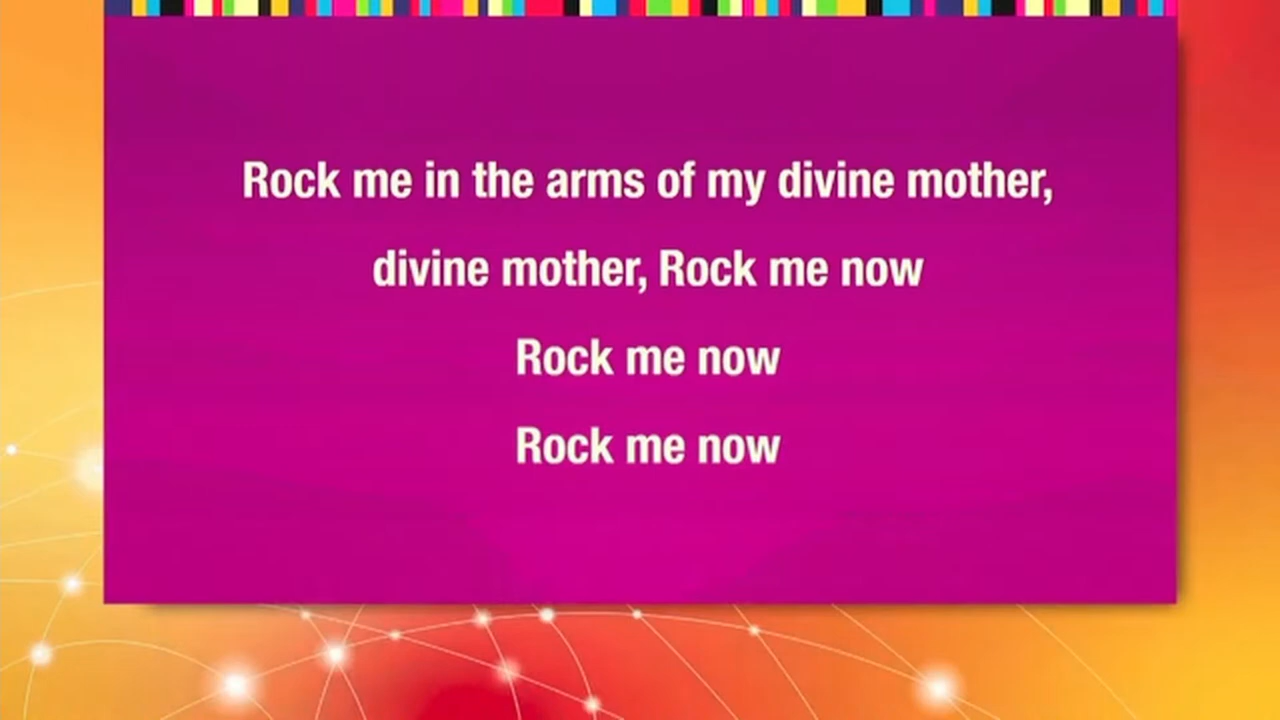 Rock me in the arms of my divine mother,
divine mother, Rock me now
Rock me now
Rock me now